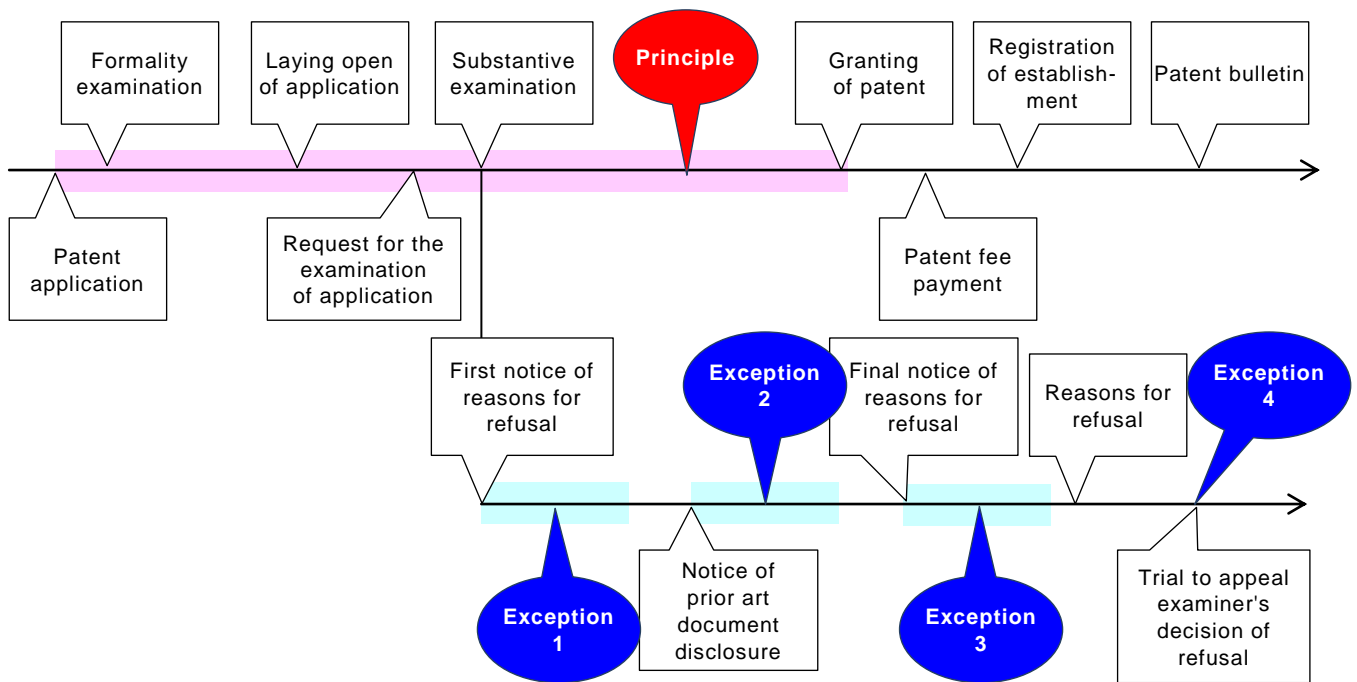 Formality
examination
Laying open
of application
Substantive
examination
Principle
Granting
of patent
Registration
of establish-
ment
Patent bulletin
Patent
application
Request for the
examination
of application
Patent fee
payment
First notice of
reasons for
refusal
Exception
2
Final notice of
reasons for
refusal
Reasons for
refusal
Exception
4
Exception
1
Notice of
prior art
document
disclosure
Exception
3
Trial to appeal
examiner's
decision of
refusal